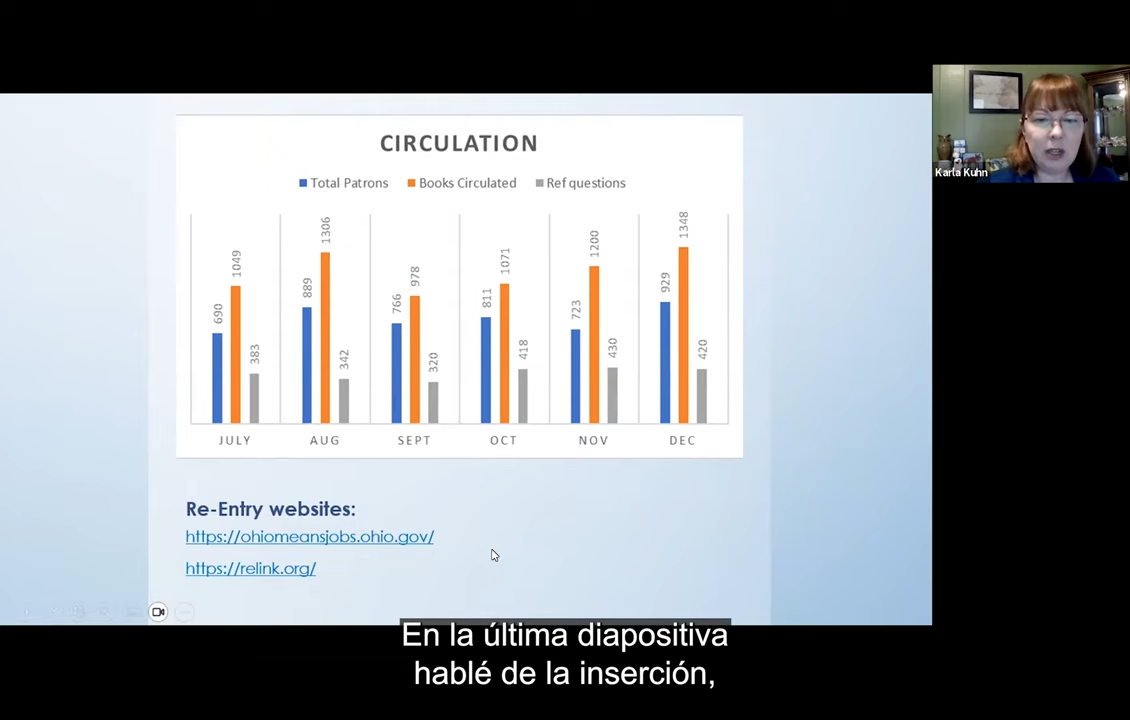 CIRCULATION
Total Patrons Books Circulated Ref questions
690 1049 383 889 1306 342 766 978 320 811 1071 418 723 1200 430 929 1348 420
JULY AUG SEPT OCT NOV DEC
Karla Kuhn
Re-Entry websites:
https://ohiomeansjobs.ohio.gov/
https://relink.org/
En la última diapositiva
hablé de la inserción,